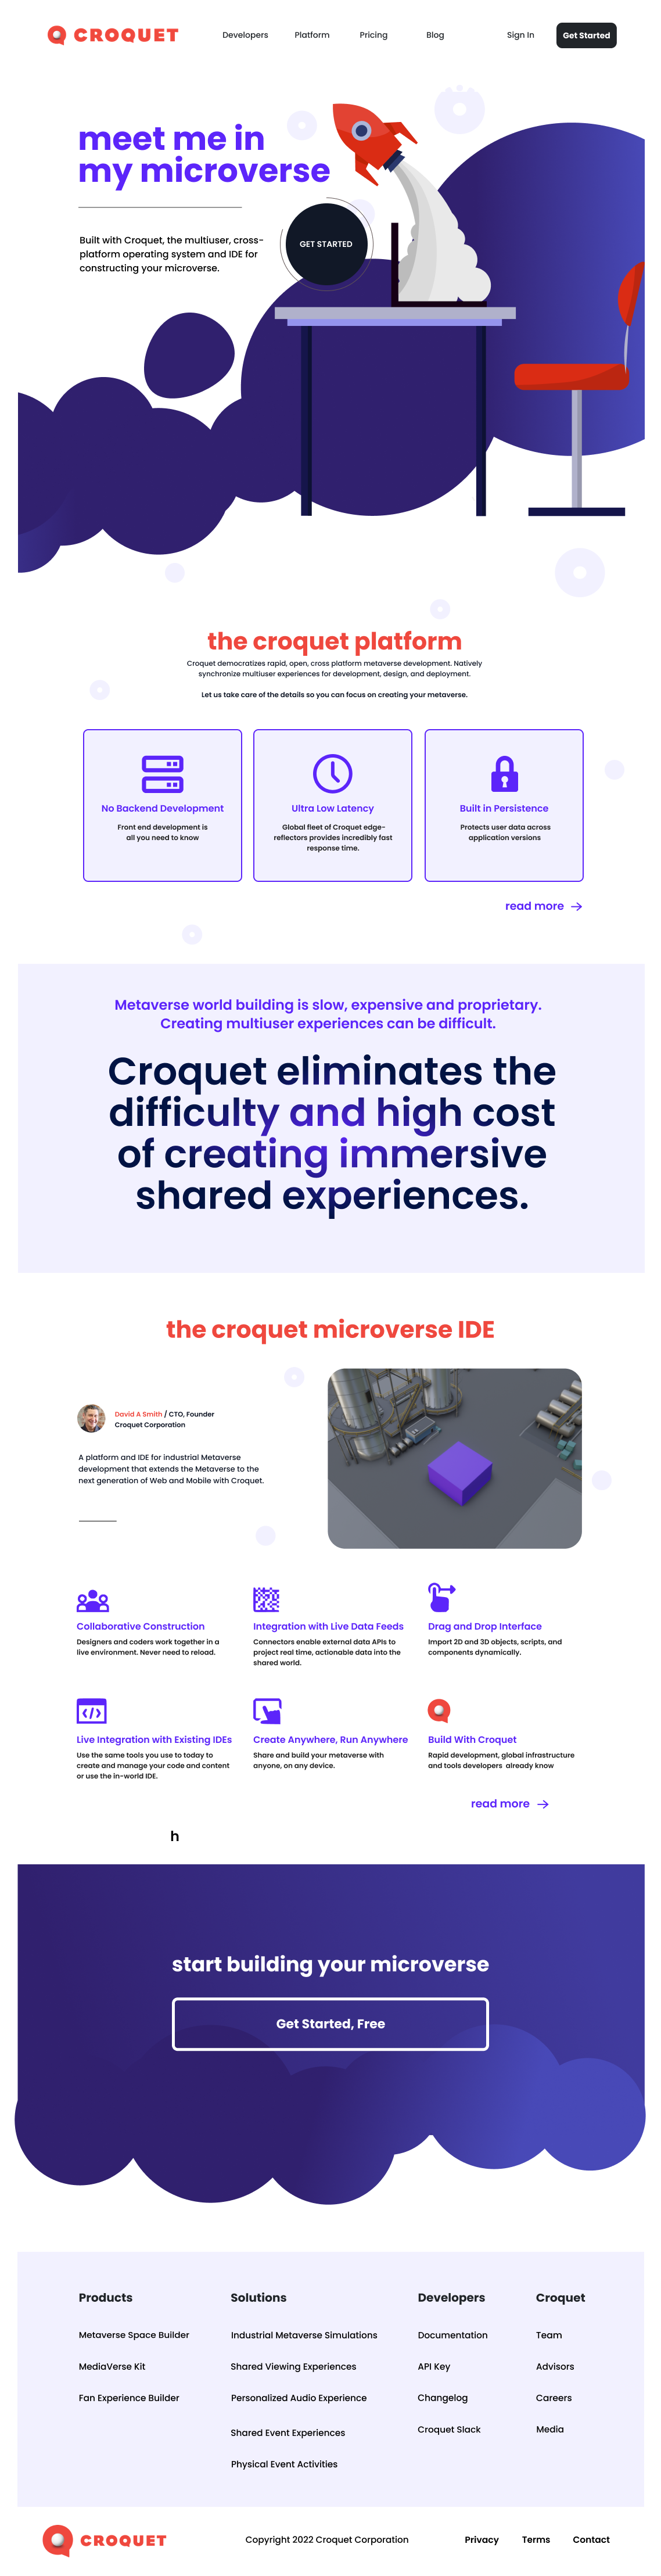 CROQUET
Developers Platform Pricing Blog Sign In Get Started
meet me in
my microverse
Built with Croquet, the multiuser, cross-
platform operating system and IDE for
constructing your microverse.
GET STARTED
the croquet platform
Croquet democratizes rapid, open, cross platform metaverse development. Natively
synchronize multiuser experiences for development, design, and deployment.
Let us take care of the details so you can focus on creating your metaverse.
No Backend Development
Front end development is
all you need to know
Ultra Low Latency
Global fleet of Croquet edge-
reflectors provides incredibly fast
response time.
Built in Persistence
Protects user data across
application versions
read more
Metaverse world building is slow, expensive and proprietary.
Creating multiuser experiences can be difficult.
Croquet eliminates the
difficulty and high cost
of creating immersive
shared experiences.
the croquet microverse IDE
David A Smith / CTO, Founder
Croquet Corporation
A platform and IDE for industrial Metaverse
development that extends the Metaverse to the
next generation of Web and Mobile with Croquet.
Collaborative Construction
Designers and coders work together in a
live environment. Never need to reload.
Integration with Live Data Feeds
Connectors enable external data APIs to
project real time, actionable data into the
shared world.
Drag and Drop Interface
Import 2D and 3D objects, scripts, and
components dynamically.
Live Integration with Existing IDEs
Use the same tools you use to today to
create and manage your code and content
or use the in-world IDE.
Create Anywhere, Run Anywhere
Share and build your metaverse with
anyone, on any device.
Build With Croquet
Rapid development, global infrastructure
and tools developers already know
read more
h
start building your microverse
Get Started, Free
Products
Metaverse Space Builder
MediaVerse Kit
Fan Experience Builder
Solutions
Industrial Metaverse Simulations
Shared Viewing Experiences
Personalized Audio Experience
Shared Event Experiences
Physical Event Activities
Developers
Documentation
API Key
Changelog
Croquet Slack
Croquet
Team
Advisors
Careers
Media
CROQUET
Copyright 2022 Croquet Corporation
Privacy Terms Contact